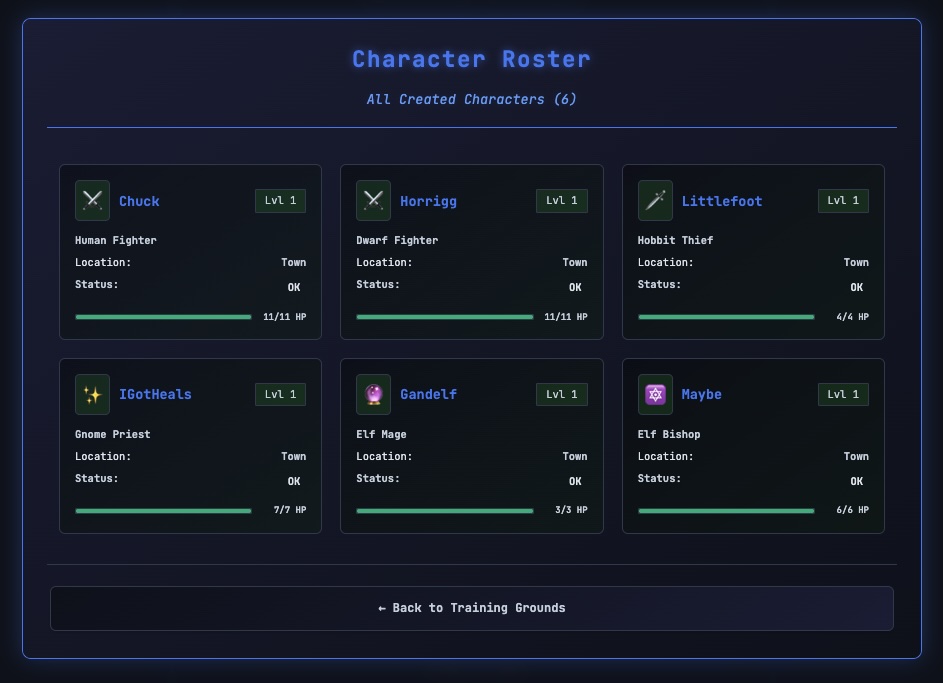 Character Roster
All Created Characters (6)
Chuck
Lvl 1
Human Fighter
Location: Town
Status: OK
11/11 HP
Horrigg
Lvl 1
Dwarf Fighter
Location: Town
Status: OK
11/11 HP
Littlefoot
Lvl 1
Hobbit Thief
Location: Town
Status: OK
4/4 HP
IGotHeals
Lvl 1
Gnome Priest
Location: Town
Status: OK
7/7 HP
Gandelf
Lvl 1
Elf Mage
Location: Town
Status: OK
3/3 HP
Maybe
Lvl 1
Elf Bishop
Location: Town
Status: OK
6/6 HP
← Back to Training Grounds